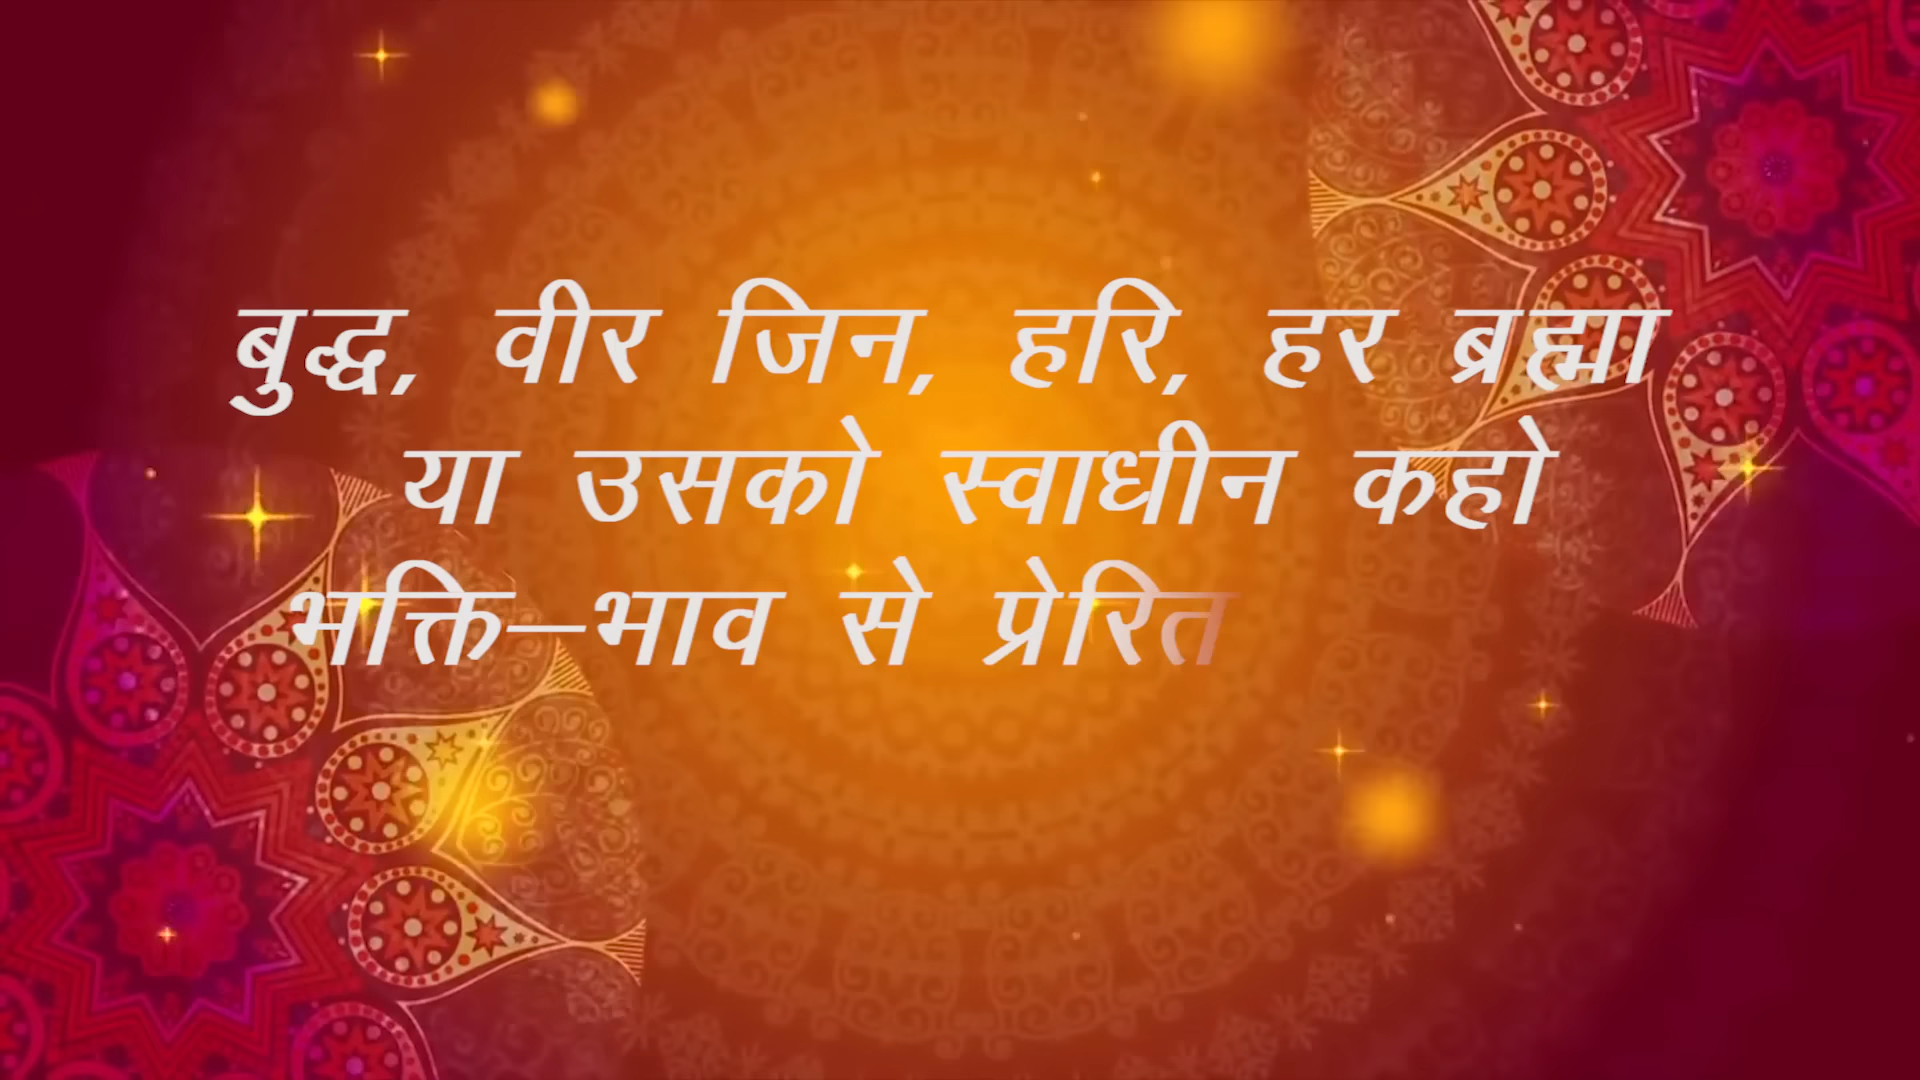 बुद्ध, वीर जिन, हरि, हर ब्रह्मा
या उसको स्वाधीन कहो
भक्ति–भाव से प्रेरित